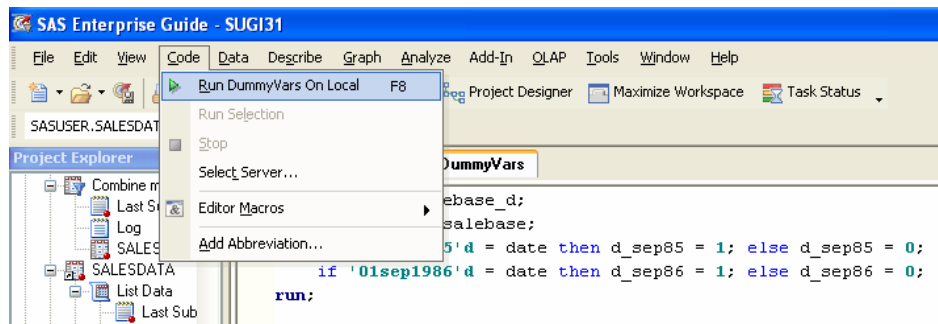 SAS Enterprise Guide - SUGI31
File Edit View Code Data Describe Graph Analyze Add-In OLAP Tools Window Help
Run DummyVars On Local F8
Project Designer Maximize Workspace Task Status
Run Selection
SASUSER.SALESDAT
Stop
Project Explorer
DummyVars
Select Server...
Combine m
ebase_d;
Last Su
Editor Macros
salebase;
Log
SALES
Add Abbreviation...
5'd = date then d_sep85 = 1; else d_sep85 = 0;
SALESDATA
if '01sep1986'd = date then d_sep86 = 1; else d_sep86 = 0;
List Data
run;
Last Sub